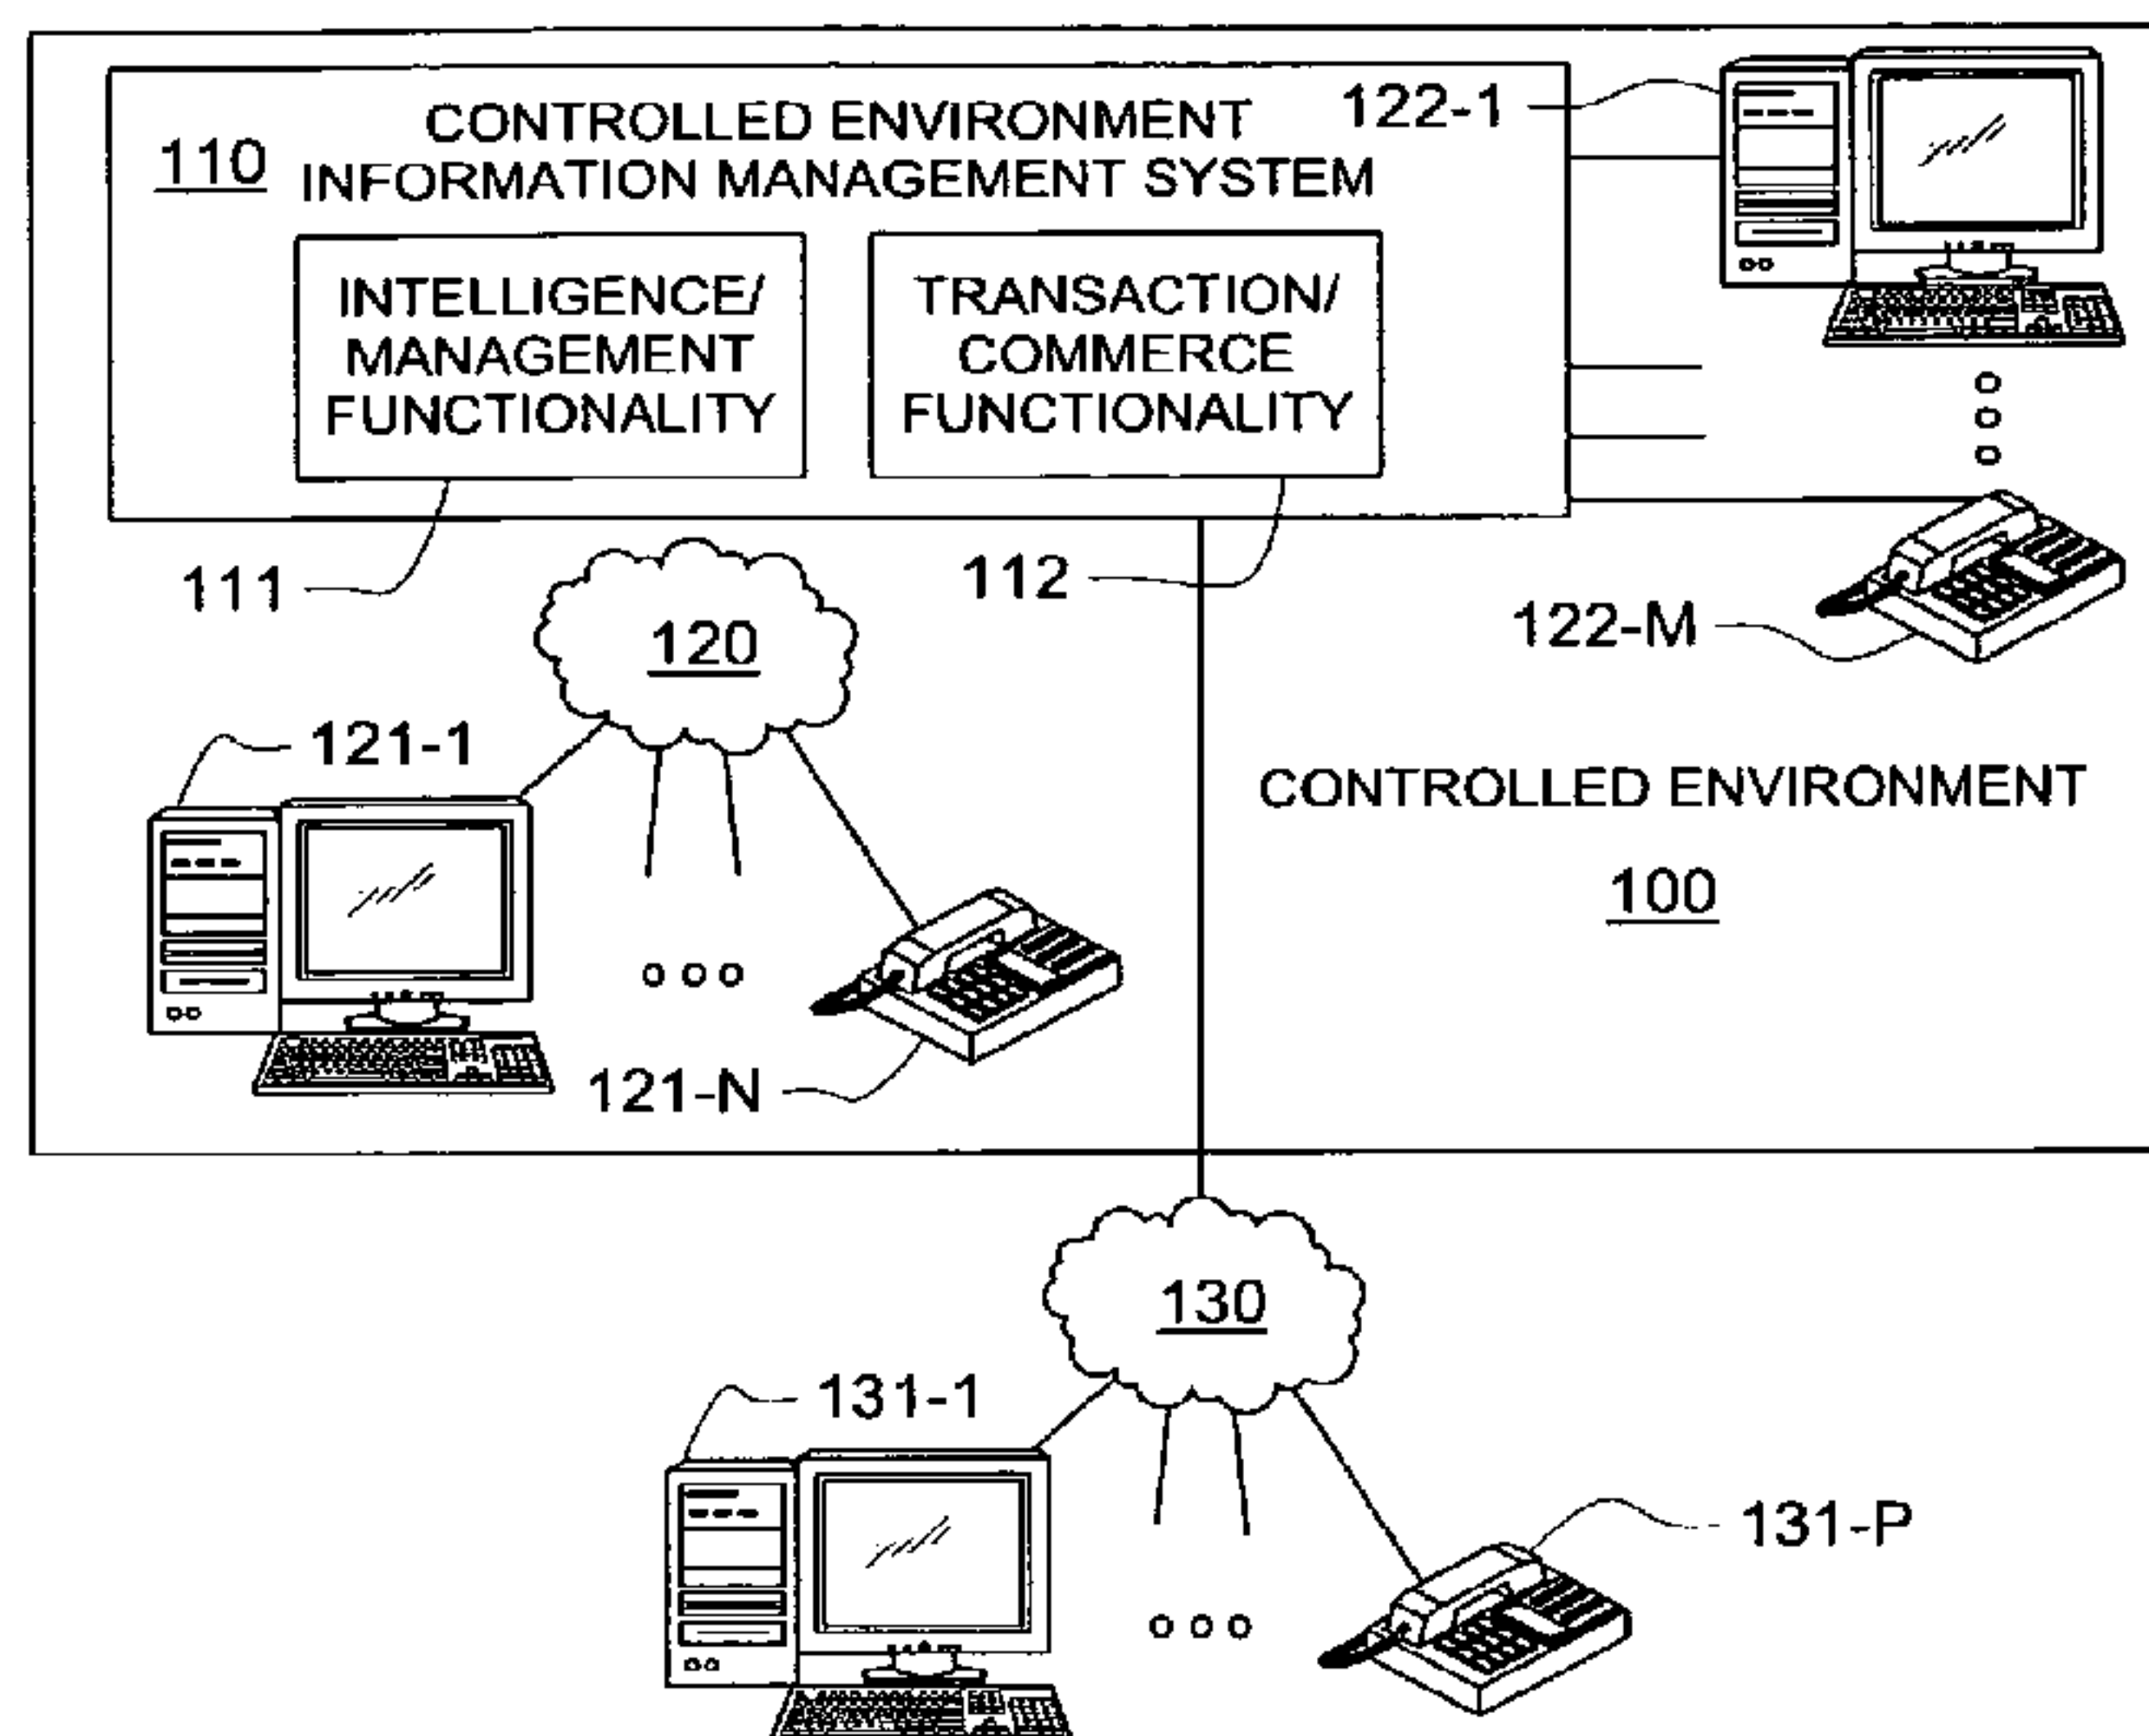 122-1
110
CONTROLLED ENVIRONMENT
INFORMATION MANAGEMENT SYSTEM
INTELLIGENCE/
MANAGEMENT
FUNCTIONALITY
TRANSACTION/
COMMERCE
FUNCTIONALITY
111
112
122-M
120
121-1
CONTROLLED ENVIRONMENT
100
121-N
130
131-1
131-P